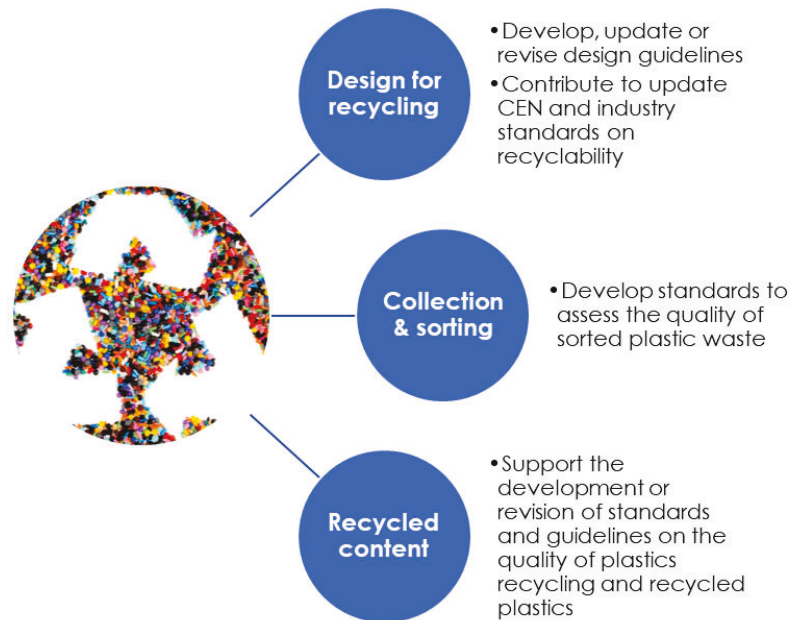 Design for
recycling
•Develop, update or
revise design guidelines
•Contribute to update
CEN and industry
standards on
recyclability
Collection
& sorting
•Develop standards to
assess the quality of
sorted plastic waste
Recycled
content
•Support the
development or
revision of standards
and guidelines on the
quality of plastics
recycling and recycled
plastics